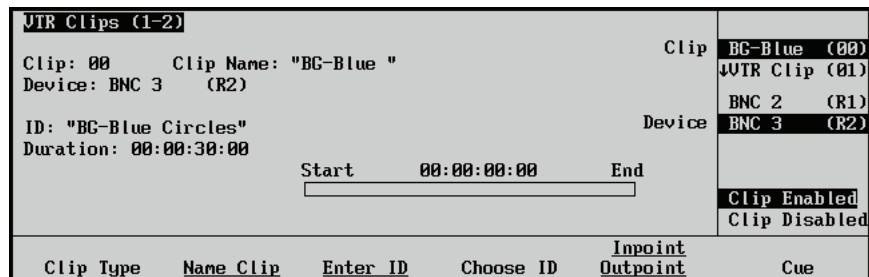 VTR Clips (1-2)
Clip: 00 Clip Name: "BG-Blue "
Device: BNC 3 (R2)
ID: "BG-Blue Circles"
Duration: 00:00:30:00
Start 00:00:00:00 End
Clip BG-Blue (00)
↓VTR Clip (01)
BNC 2 (R1)
Device BNC 3 (R2)
Clip Enabled
Clip Disabled
Clip Type Name Clip Enter ID Choose ID Inpoint Outpoint Cue